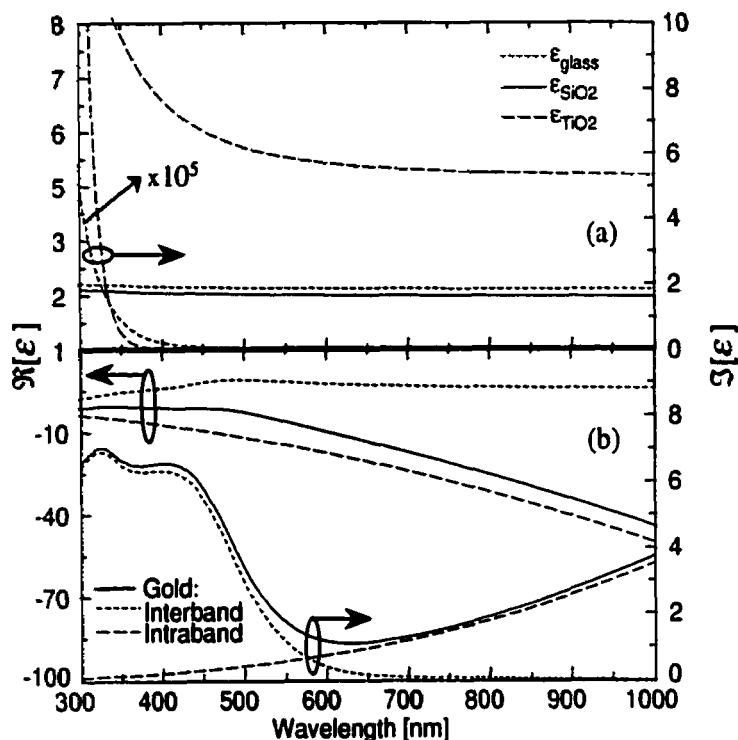 8
7
6
5
4
3
2
1
ℜ[ε]
10
8
6
4
2
0
ℑ[ε]
ε_glass
ε_SiO2
ε_TiO2
x10^5
(a)
(b)
-10
-40
-70
-100
8
6
4
2
0
Gold:
Interband
Intraband
300 400 500 600 700 800 900 1000
Wavelength [nm]